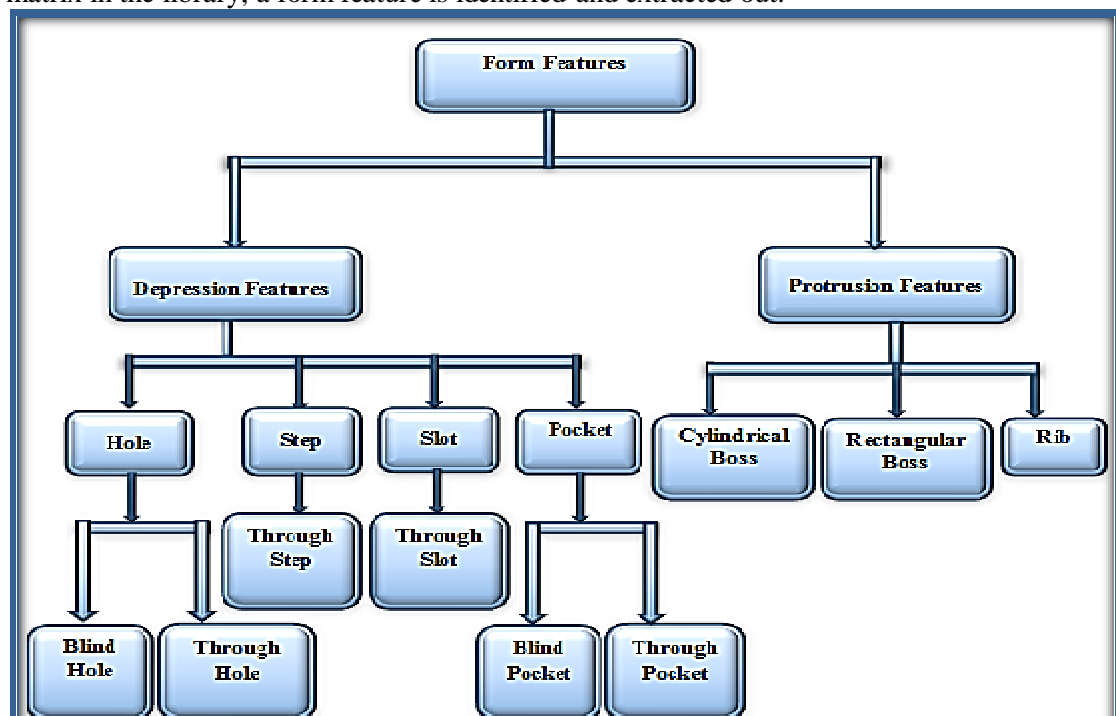 matrix in the library, a form feature is identified and extracted out.
Form Features
Depression Features
Protrusion Features
Hole
Step
Slot
Pocket
Cylindrical
Boss
Rectangular
Boss
Rib
Through
Step
Through
Slot
Blind
Hole
Through
Hole
Blind
Pocket
Through
Pocket